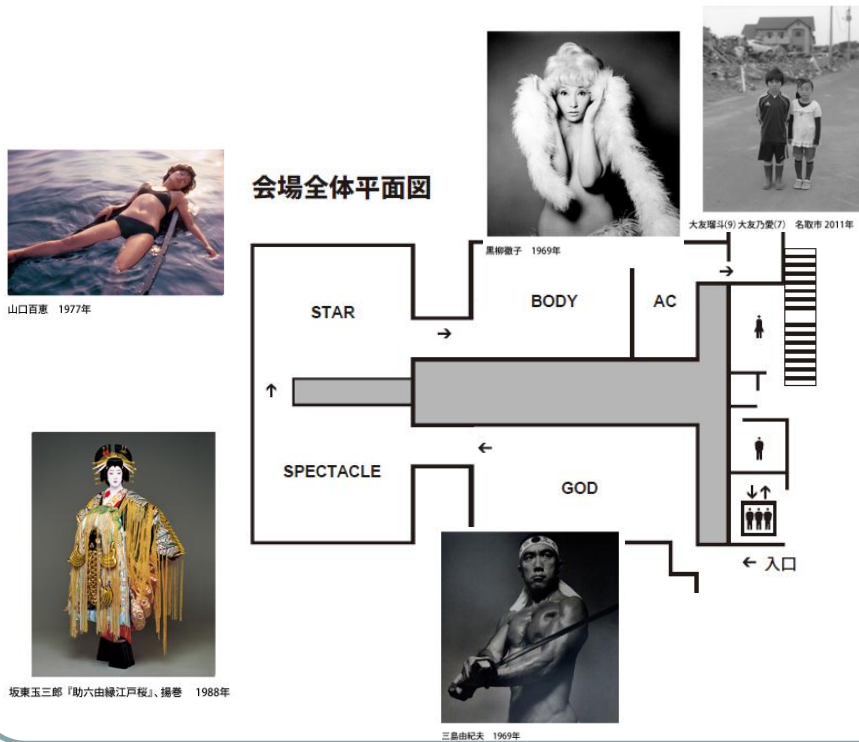 会場全体平面図
大友瑠斗(9) 大友乃愛(7) 名取市 2011年
黒柳徹子 1969年
山口百恵 1977年
STAR
→
BODY
AC
→
↑
SPECTACLE
←
GOD
↓↑
← 入口
坂東玉三郎『助六由縁江戸桜』、揚巻 1988年
三島由紀夫 1969年